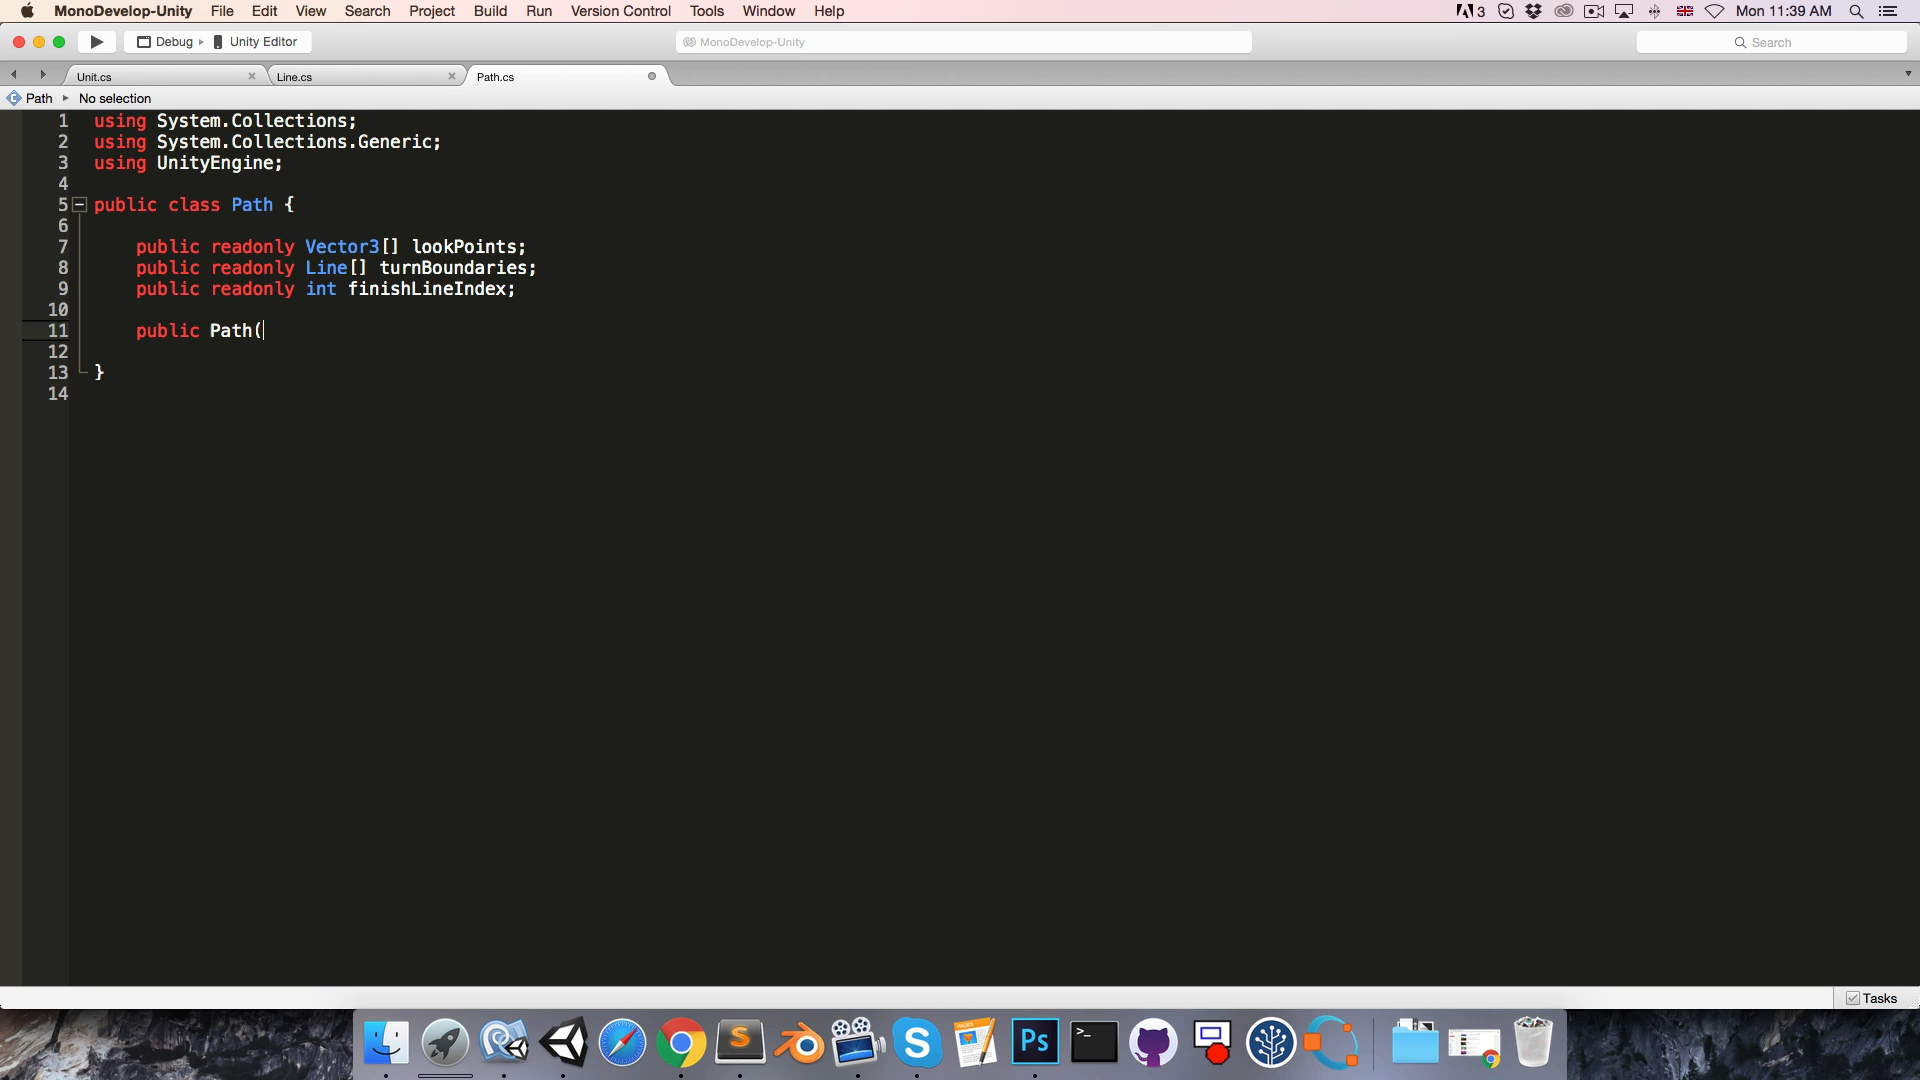 MonoDevelop-Unity File Edit View Search Project Build Run Version Control Tools Window Help 3 Mon 11:39 AM
Debug Unity Editor MonoDevelop-Unity Search
Unit.cs Line.cs Path.cs
Path No selection
1 using System.Collections;
2 using System.Collections.Generic;
3 using UnityEngine;
4
5 public class Path {
6
7 public readonly Vector3[] lookPoints;
8 public readonly Line[] turnBoundaries;
9 public readonly int finishLineIndex;
10
11 public Path(
12
13 }
14
Tasks
S
S
Ps
>_